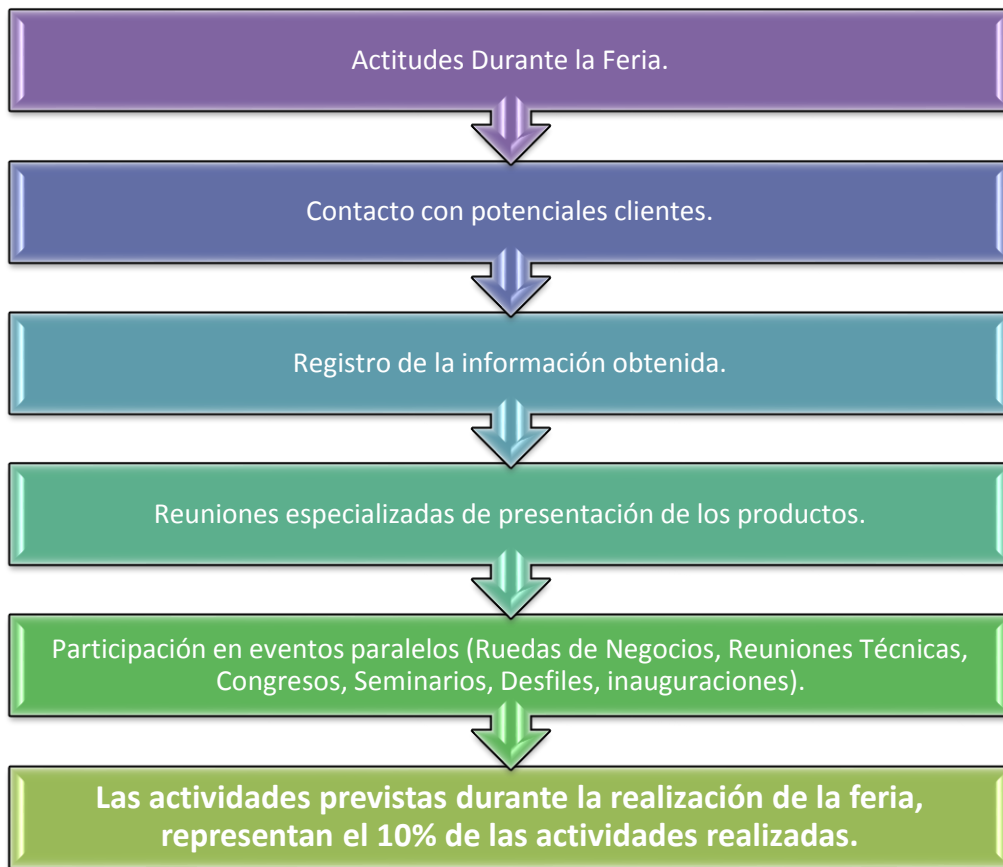 Actitudes Durante la Feria.
Contacto con potenciales clientes.
Registro de la información obtenida.
Reuniones especializadas de presentación de los productos.
Participación en eventos paralelos (Ruedas de Negocios, Reuniones Técnicas,
Congresos, Seminarios, Desfiles, inauguraciones).
Las actividades previstas durante la realización de la feria,
representan el 10% de las actividades realizadas.